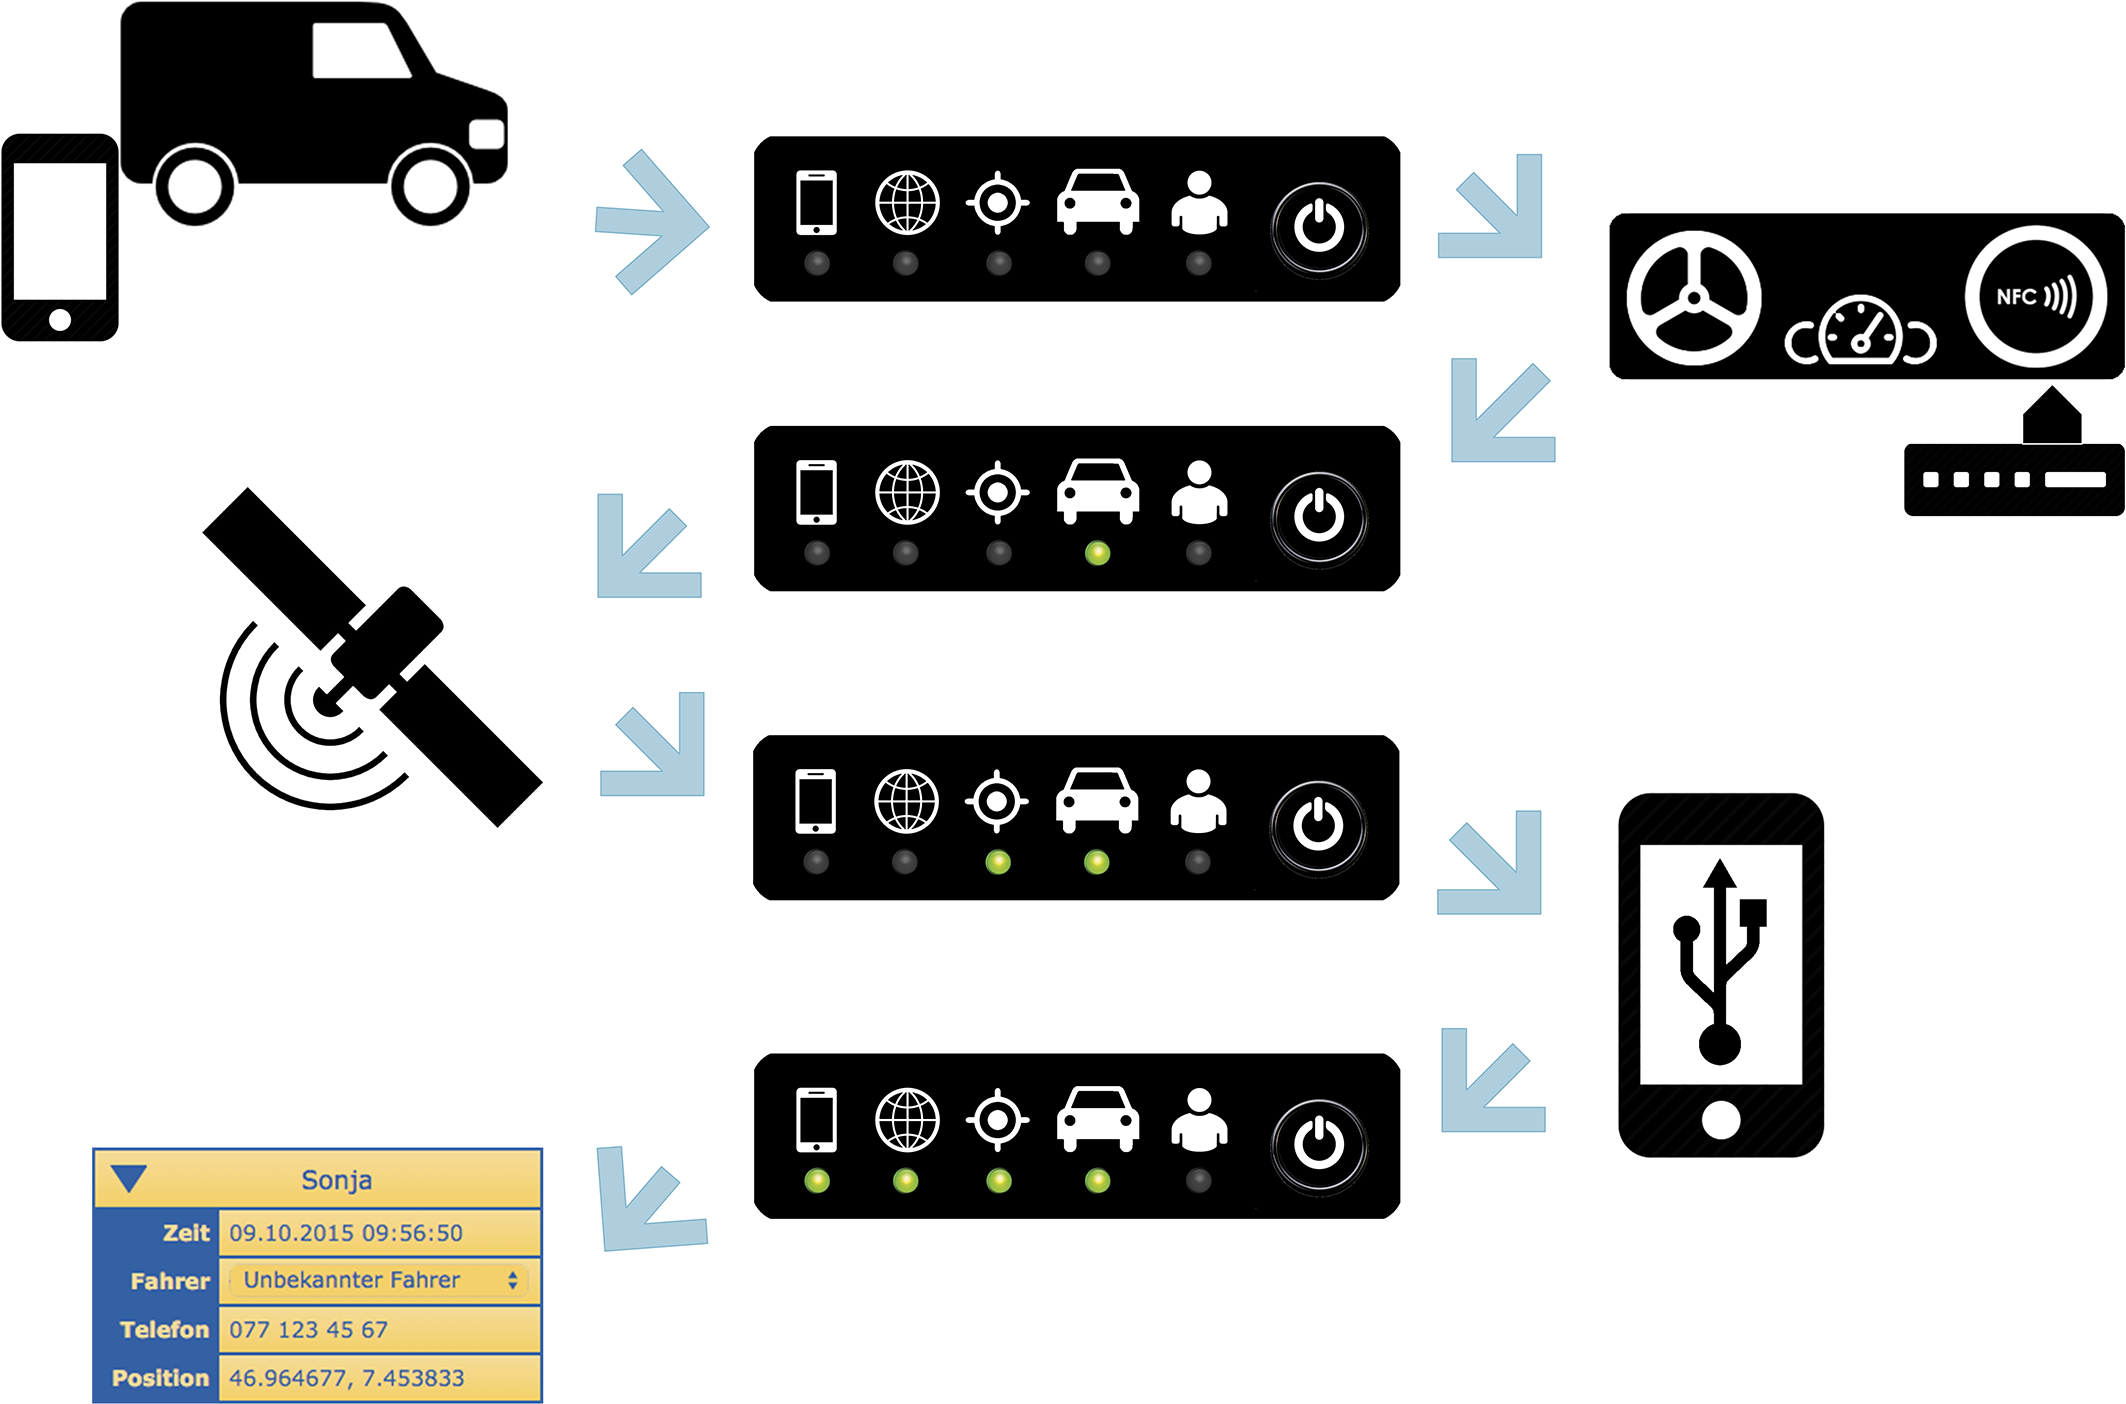 NFC
Sonja
Zeit 09.10.2015 09:56:50
Fahrer Unbekannter Fahrer
Telefon 077 123 45 67
Position 46.964677, 7.453833